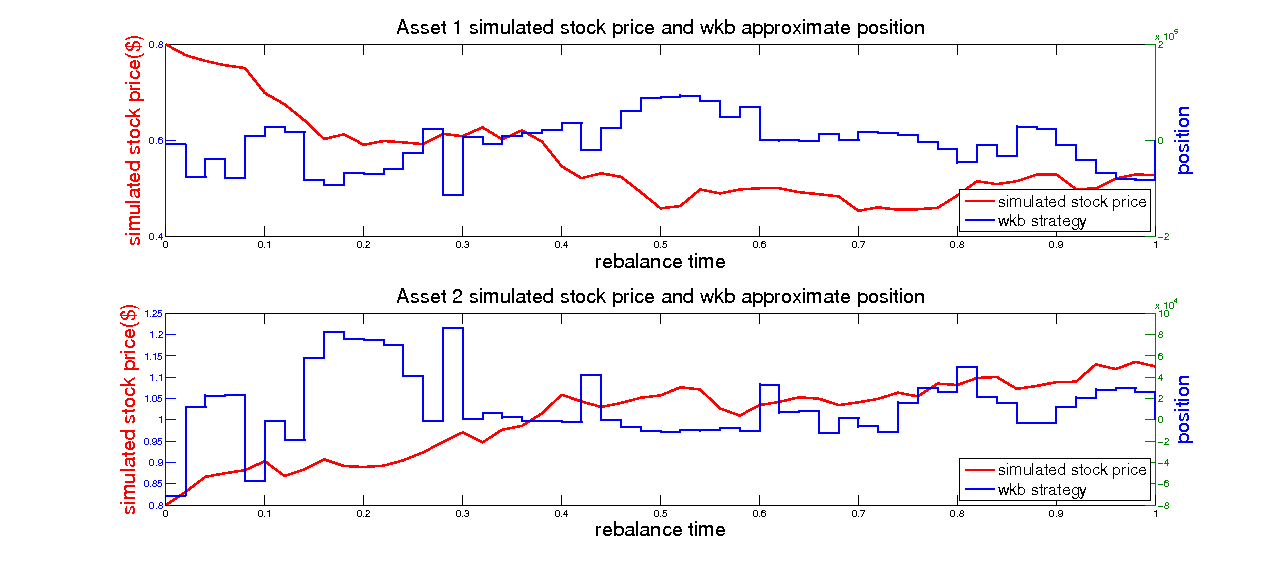 Asset 1 simulated stock price and wkb approximate position
x 10^5
simulated stock price($)
position
0.8
0.6
0.4
2
0
-2
simulated stock price
wkb strategy
0 0.1 0.2 0.3 0.4 0.5 0.6 0.7 0.8 0.9 1
rebalance time
Asset 2 simulated stock price and wkb approximate position
x 10^4
simulated stock price($)
position
1.25
1.2
1.15
1.1
1.05
1
0.95
0.9
0.85
0.8
10
8
6
4
2
0
-2
-4
-6
-8
simulated stock price
wkb strategy
0 0.1 0.2 0.3 0.4 0.5 0.6 0.7 0.8 0.9 1
rebalance time